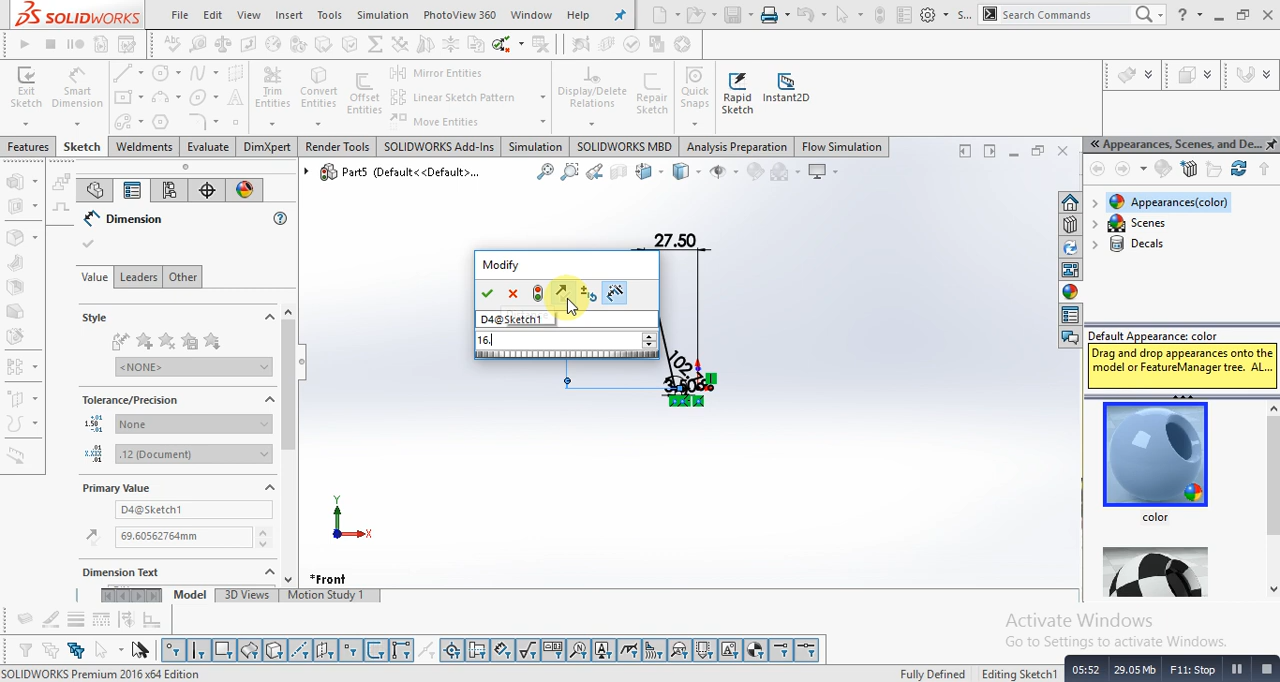 SOLIDWORKS File Edit View Insert Tools Simulation PhotoView 360 Window Help S... Search Commands ?
Exit Sketch
Smart Dimension
Trim Entities
Convert Entities
Offset Entities
Mirror Entities
Linear Sketch Pattern
Move Entities
Display/Delete Relations
Repair Sketch
Quick Snaps
Rapid Sketch
Instant2D
Features Sketch Weldments Evaluate DimXpert Render Tools SOLIDWORKS Add-Ins Simulation SOLIDWORKS MBD Analysis Preparation Flow Simulation
Appearances, Scenes, and De...
Part5 (Default<<Default>...
Dimension
Value Leaders Other
Style
<NONE>
Tolerance/Precision
None
.12 (Document)
Primary Value
D4@Sketch1
69.60562764mm
Dimension Text
27.50
Modify
D4@Sketch1
16.
Y
X
*Front
Appearances(color)
Scenes
Decals
Default Appearance: color
Drag and drop appearances onto the
model or FeatureManager tree. AL...
color
Model 3D Views Motion Study 1
Activate Windows
Go to Settings to activate Windows.
SOLIDWORKS Premium 2016 x64 Edition
Fully Defined Editing Sketch1
05:52 29.05 Mb F11: Stop